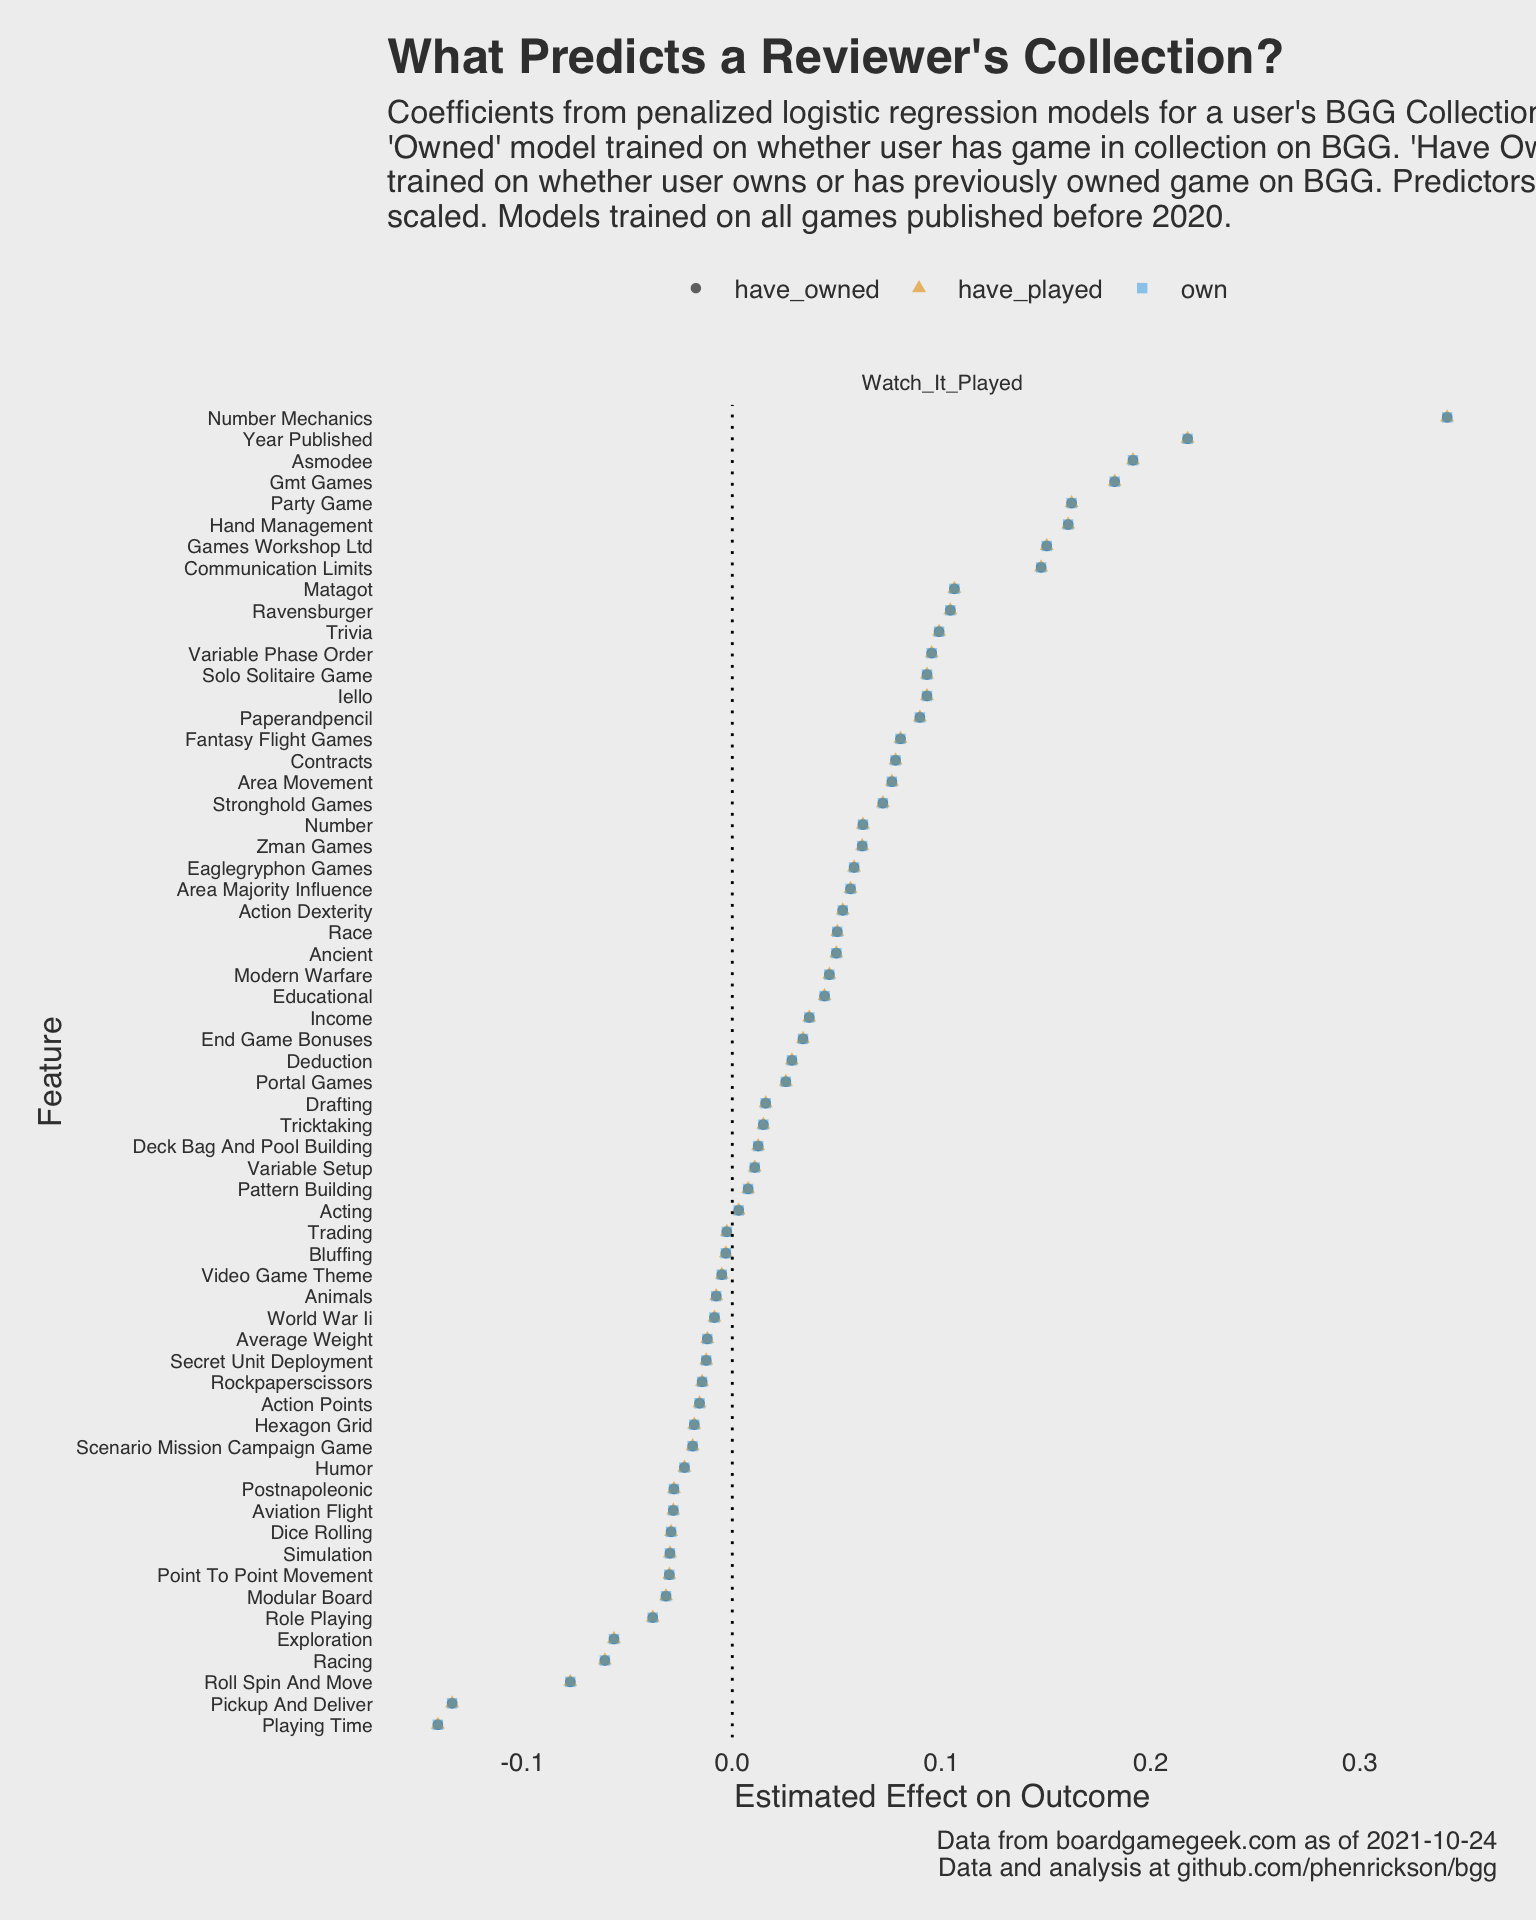 What Predicts a Reviewer's Collection?
Coefficients from penalized logistic regression models for a user's BGG Collection
'Owned' model trained on whether user has game in collection on BGG. 'Have Ow
trained on whether user owns or has previously owned game on BGG. Predictors
scaled. Models trained on all games published before 2020.
have_owned have_played own
Watch_It_Played
Number Mechanics
Year Published
Asmodee
Gmt Games
Party Game
Hand Management
Games Workshop Ltd
Communication Limits
Matagot
Ravensburger
Trivia
Variable Phase Order
Solo Solitaire Game
Iello
Paperandpencil
Fantasy Flight Games
Contracts
Area Movement
Stronghold Games
Number
Zman Games
Eaglegryphon Games
Area Majority Influence
Action Dexterity
Race
Ancient
Modern Warfare
Educational
Income
End Game Bonuses
Deduction
Portal Games
Drafting
Tricktaking
Deck Bag And Pool Building
Variable Setup
Pattern Building
Acting
Trading
Bluffing
Video Game Theme
Animals
World War Ii
Average Weight
Secret Unit Deployment
Rockpaperscissors
Action Points
Hexagon Grid
Scenario Mission Campaign Game
Humor
Postnapoleonic
Aviation Flight
Dice Rolling
Simulation
Point To Point Movement
Modular Board
Role Playing
Exploration
Racing
Roll Spin And Move
Pickup And Deliver
Playing Time
Feature
-0.1 0.0 0.1 0.2 0.3
Estimated Effect on Outcome
Data from boardgamegeek.com as of 2021-10-24
Data and analysis at github.com/phenrickson/bgg